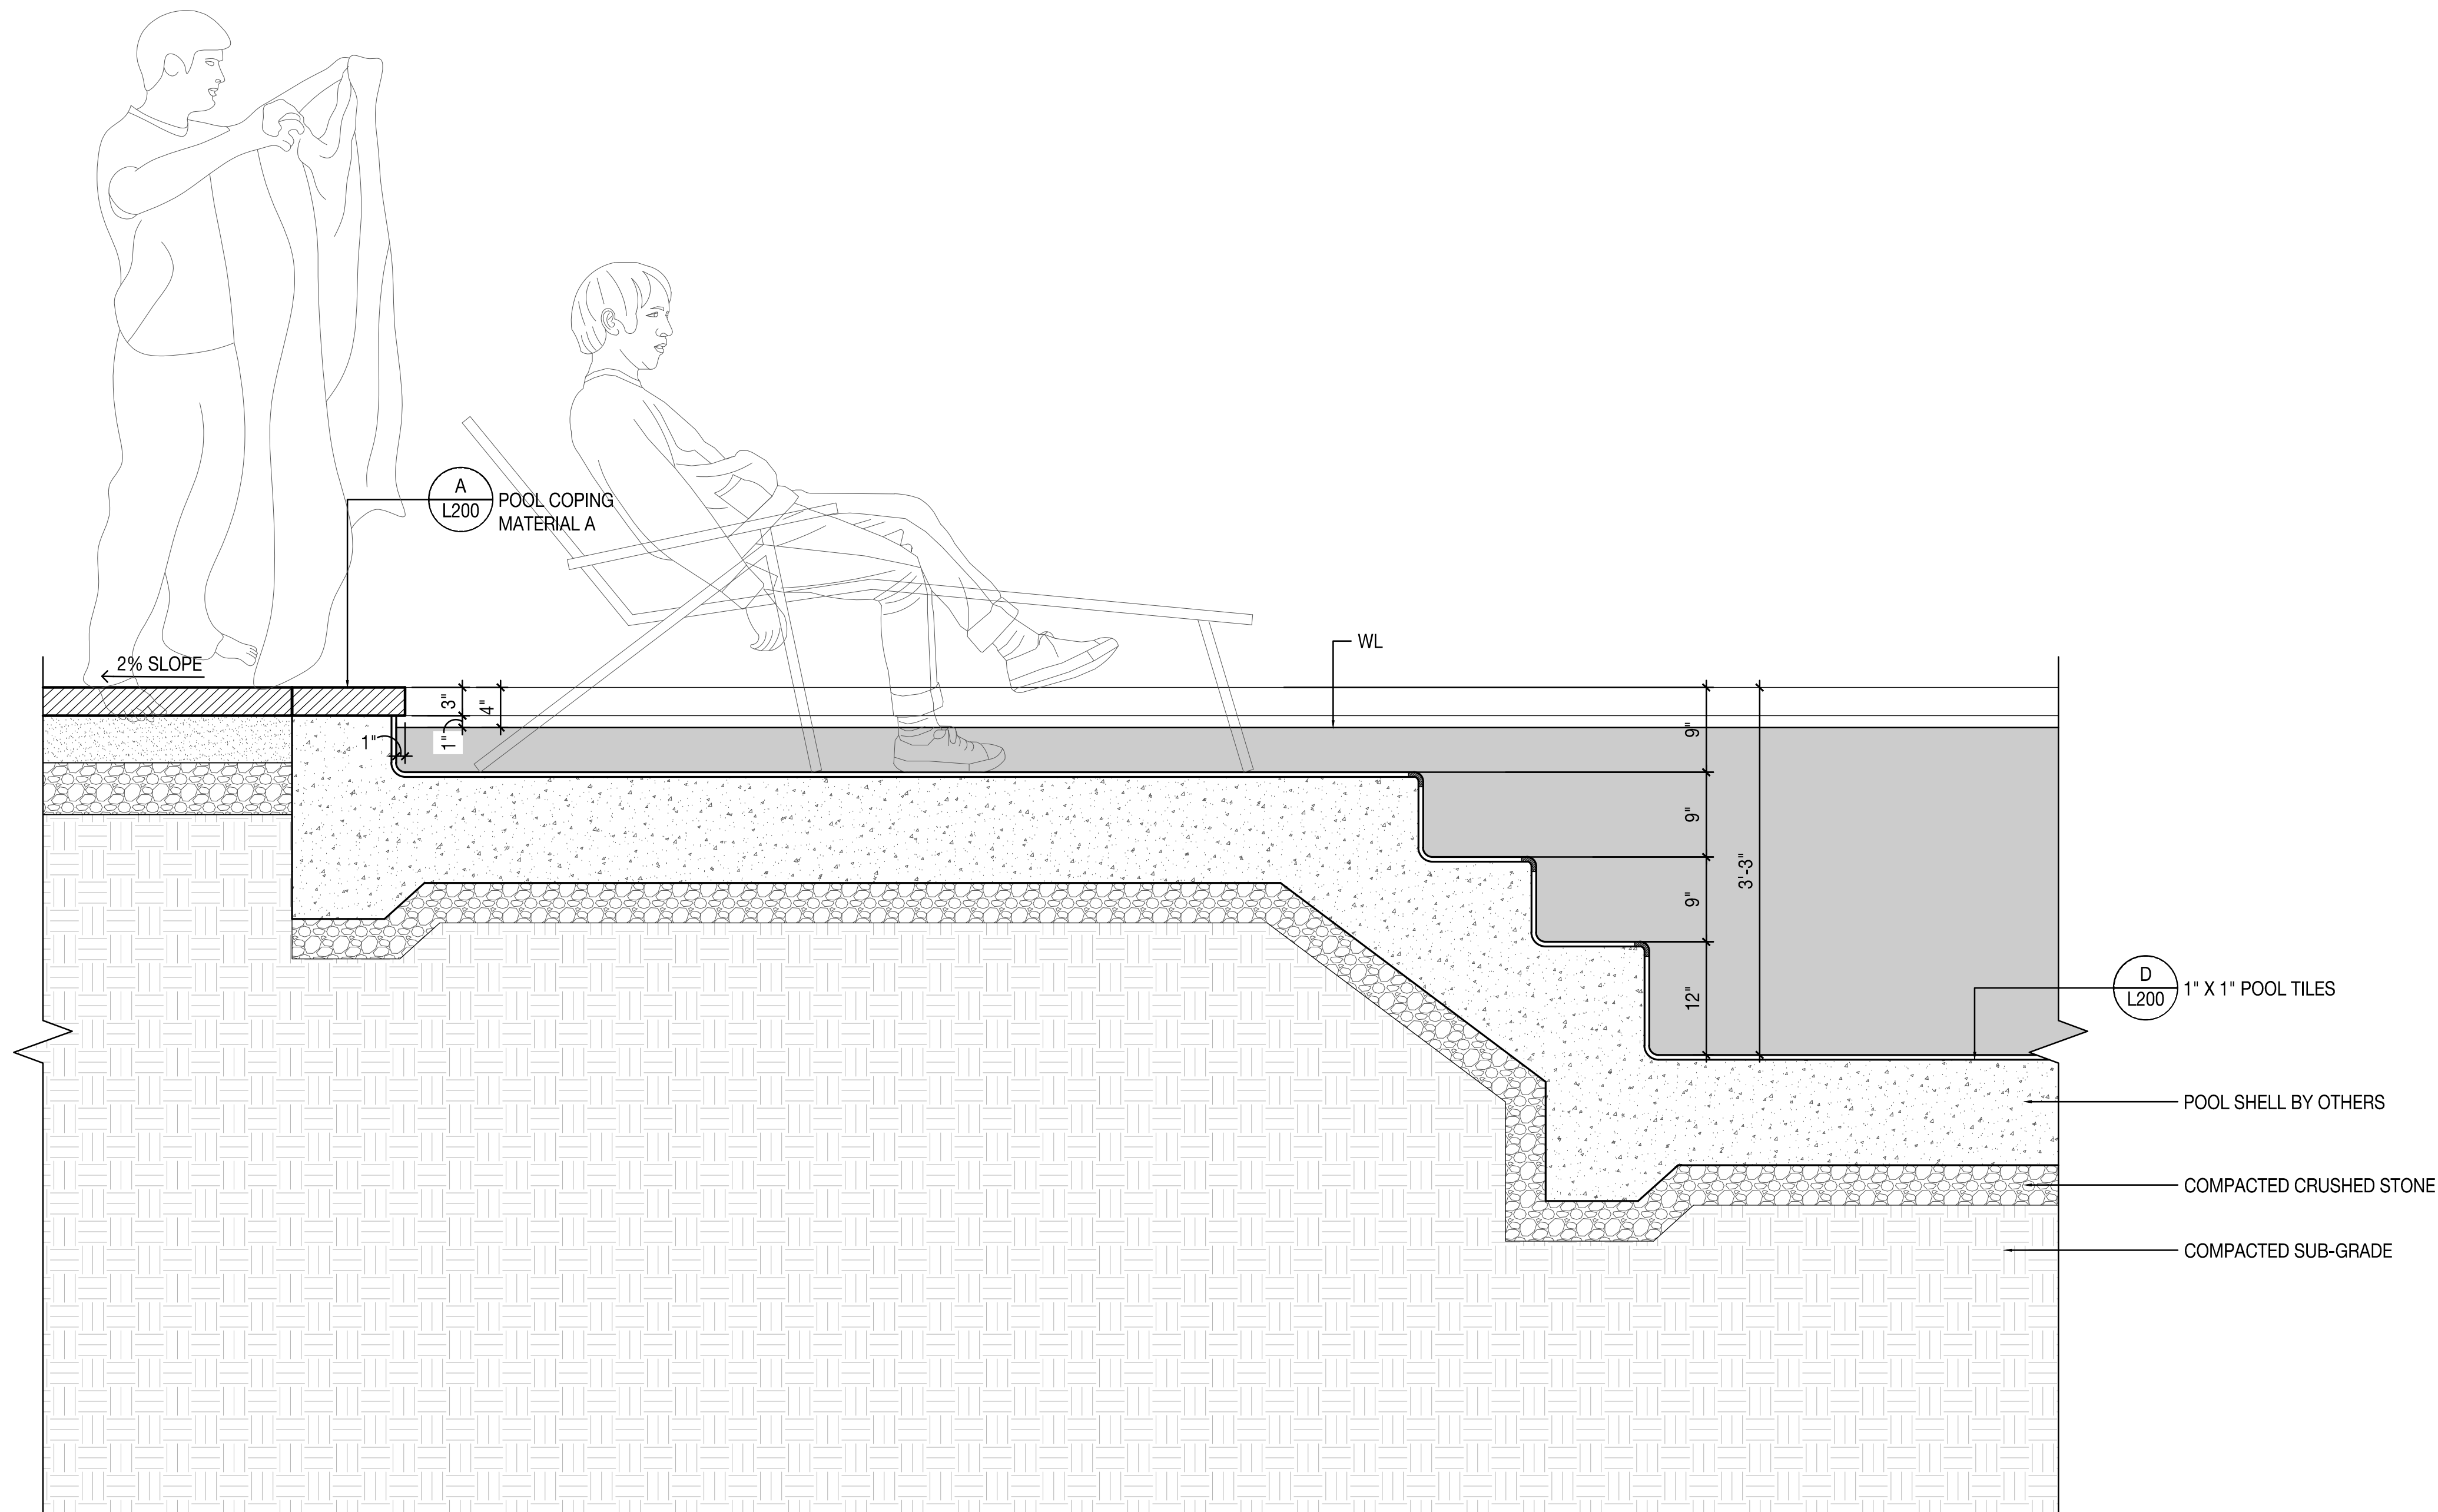 A
L200
POOL COPING
MATERIAL A
WL
2% SLOPE
3"
4"
1"
1"
9"
9"
9"
12"
3'-3"
D
L200
1" X 1" POOL TILES
POOL SHELL BY OTHERS
COMPACTED CRUSHED STONE
COMPACTED SUB-GRADE